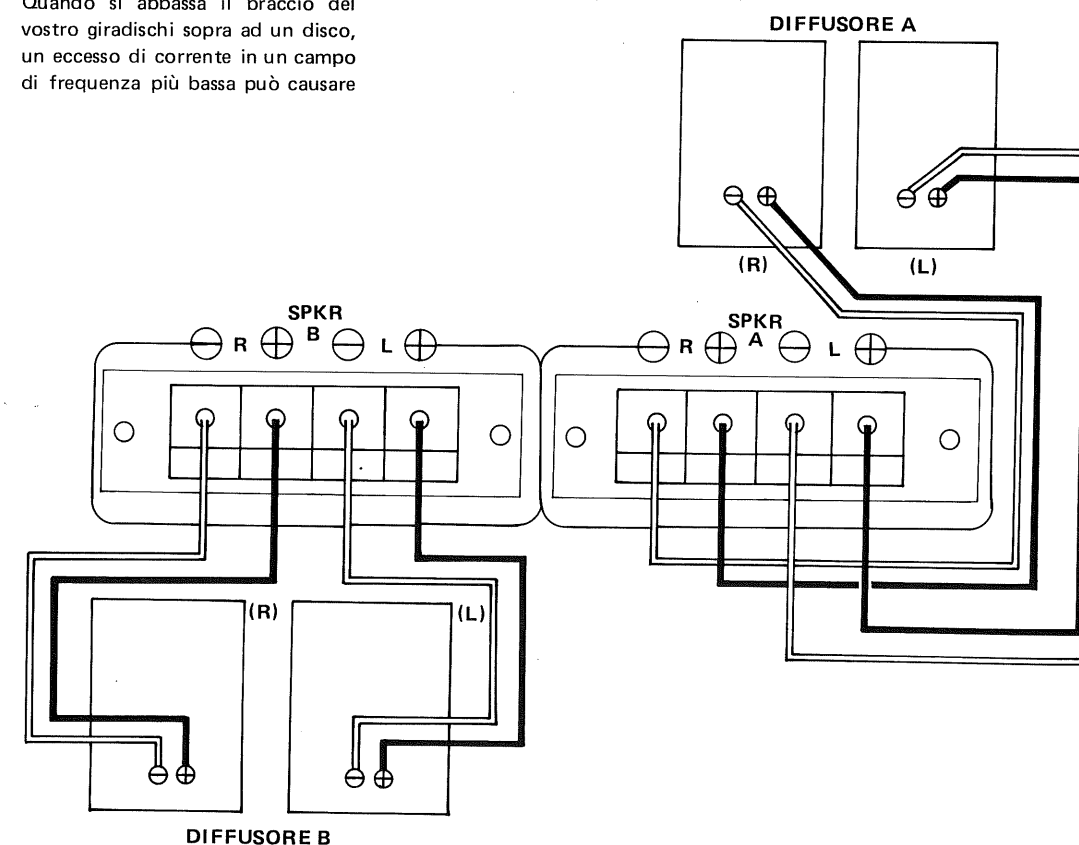 Quando si abbassa il braccio del
vostro giradischi sopra ad un disco,
un eccesso di corrente in un campo
di frequenza più bassa può causare
DIFFUSORE A
(R)
(L)
SPKR
⊖ R ⊕ B ⊖ L ⊕
SPKR
⊖ R ⊕ A ⊖ L ⊕
(R)
(L)
DIFFUSORE B